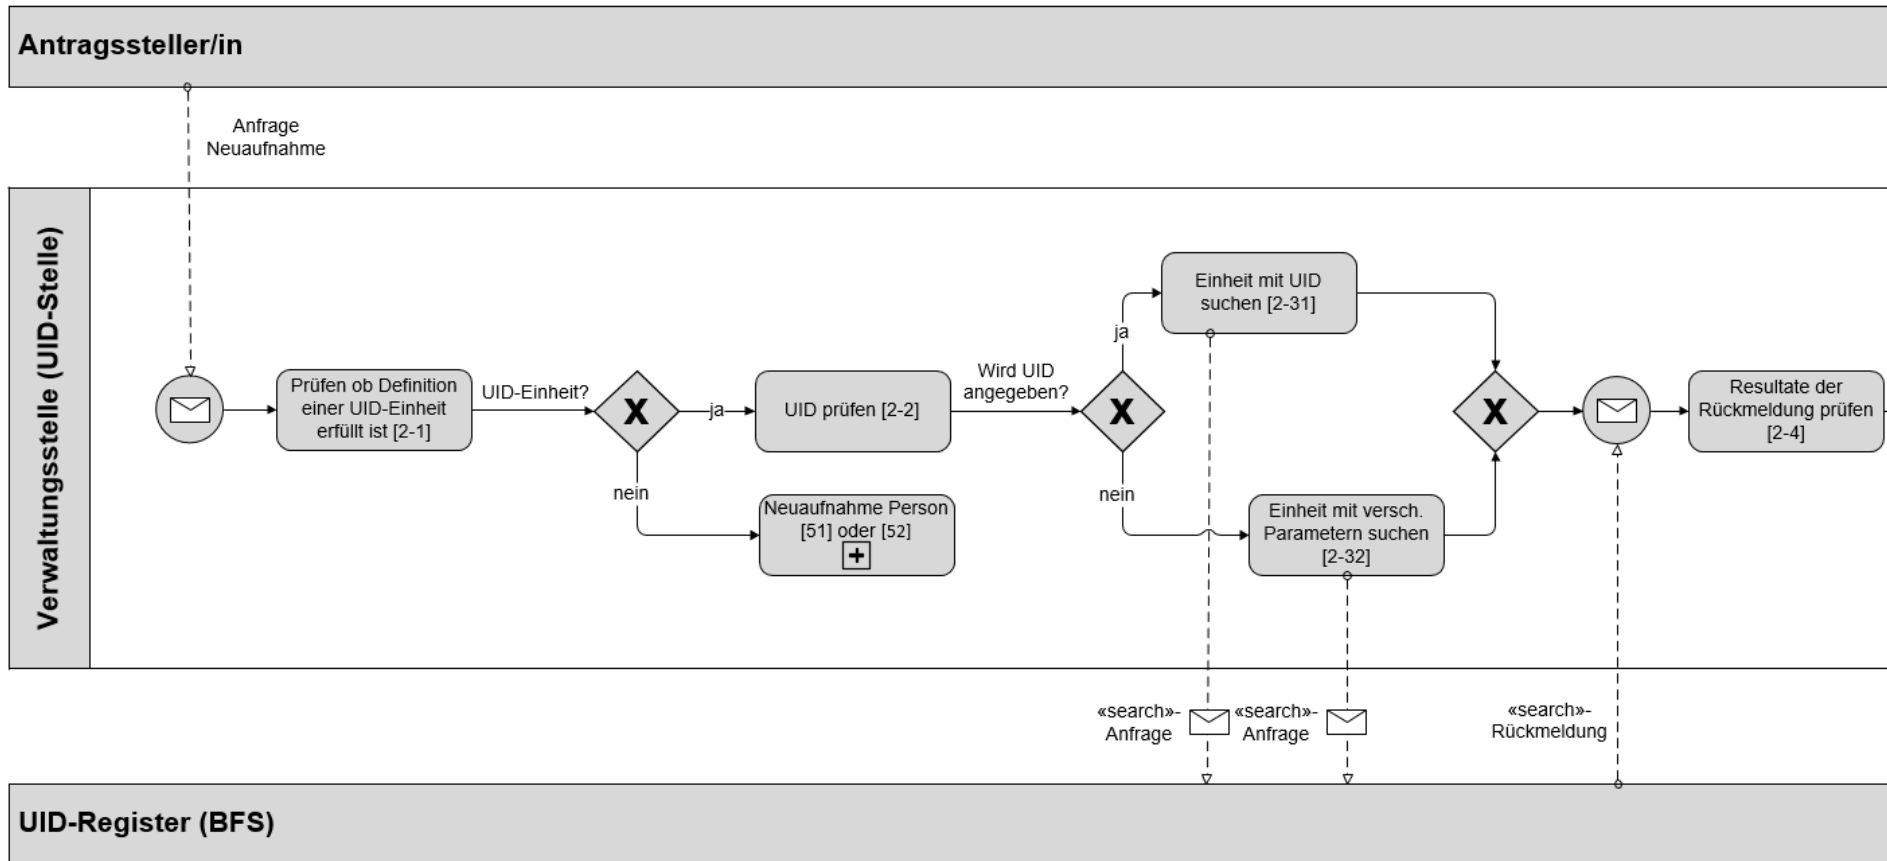 Antragssteller/in
Anfrage
Neuaufnahme
Verwaltungsstelle (UID-Stelle)
Prüfen ob Definition
einer UID-Einheit
erfüllt ist [2-1]
UID-Einheit?
X
ja
nein
UID prüfen [2-2]
Neuaufnahme Person
[51] oder [52]
Wird UID
angegeben?
X
ja
nein
Einheit mit UID
suchen [2-31]
Einheit mit versch.
Parametern suchen
[2-32]
X
Resultate der
Rückmeldung prüfen
[2-4]
«search»-
Anfrage
«search»-
Anfrage
«search»-
Rückmeldung
UID-Register (BFS)